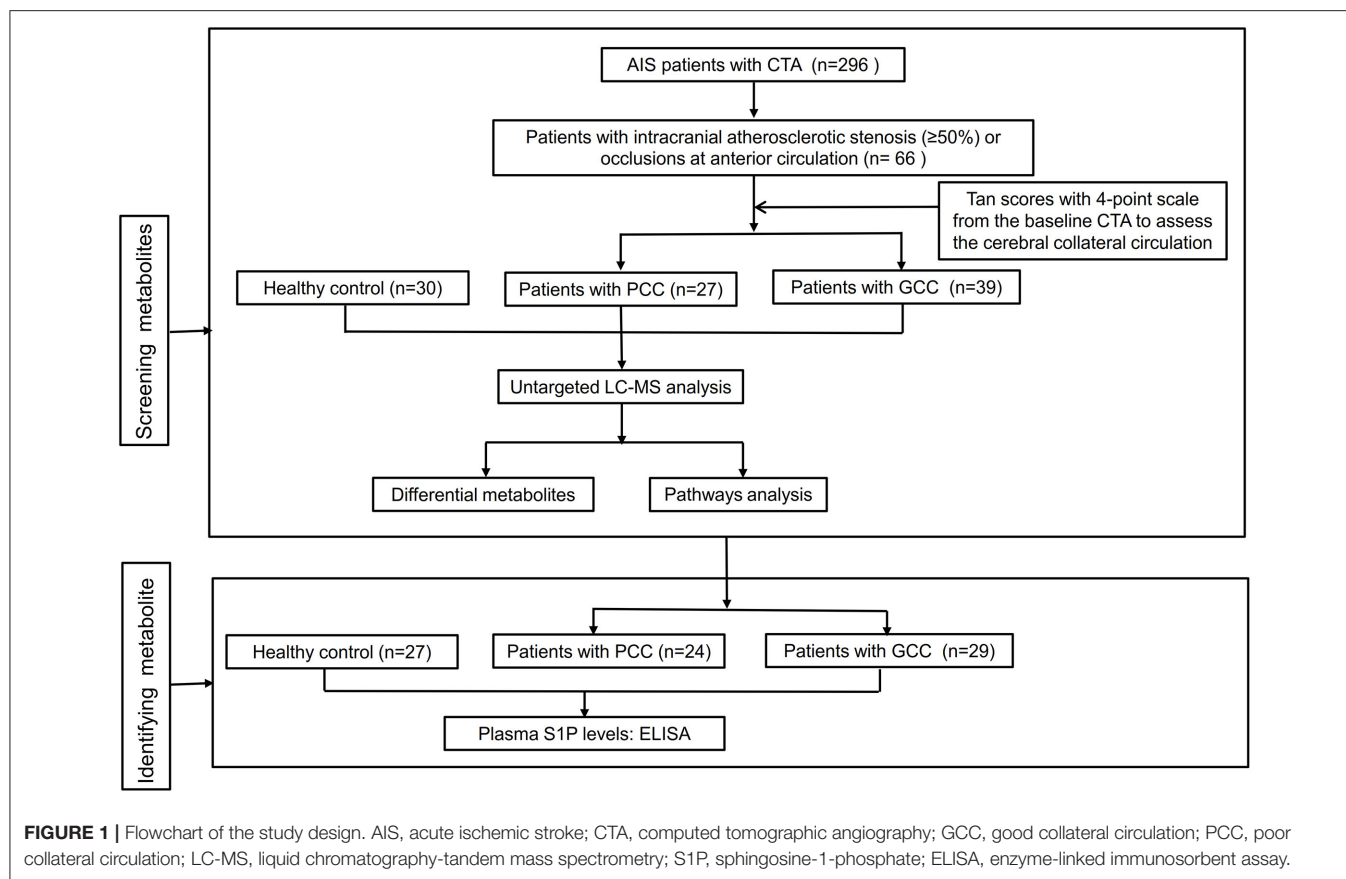 AIS patients with CTA (n=296 )
Patients with intracranial atherosclerotic stenosis (≥50%) or
occlusions at anterior circulation (n= 66 )
Tan scores with 4-point scale
from the baseline CTA to assess
the cerebral collateral circulation
Screening metabolites
Healthy control (n=30)
Patients with PCC (n=27)
Patients with GCC (n=39)
Untargeted LC-MS analysis
Differential metabolites
Pathways analysis
Identifying metabolite
Healthy control (n=27)
Patients with PCC (n=24)
Patients with GCC (n=29)
Plasma S1P levels: ELISA
FIGURE 1 | Flowchart of the study design. AIS, acute ischemic stroke; CTA, computed tomographic angiography; GCC, good collateral circulation; PCC, poor
collateral circulation; LC-MS, liquid chromatography-tandem mass spectrometry; S1P, sphingosine-1-phosphate; ELISA, enzyme-linked immunosorbent assay.